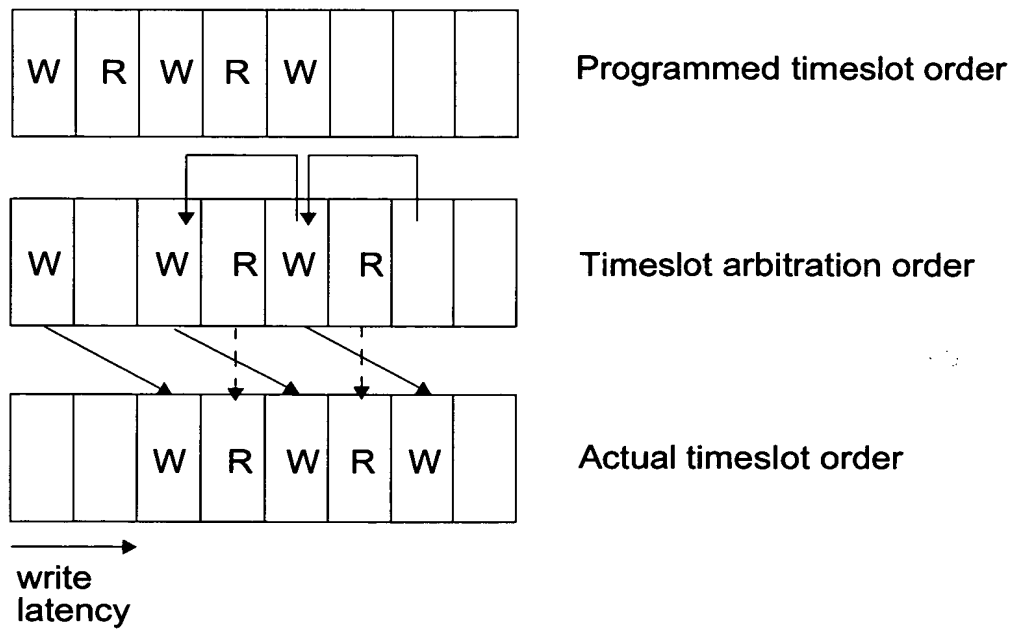 W R W R W Programmed timeslot order
W W R W R Timeslot arbitration order
W R W R W Actual timeslot order
write
latency